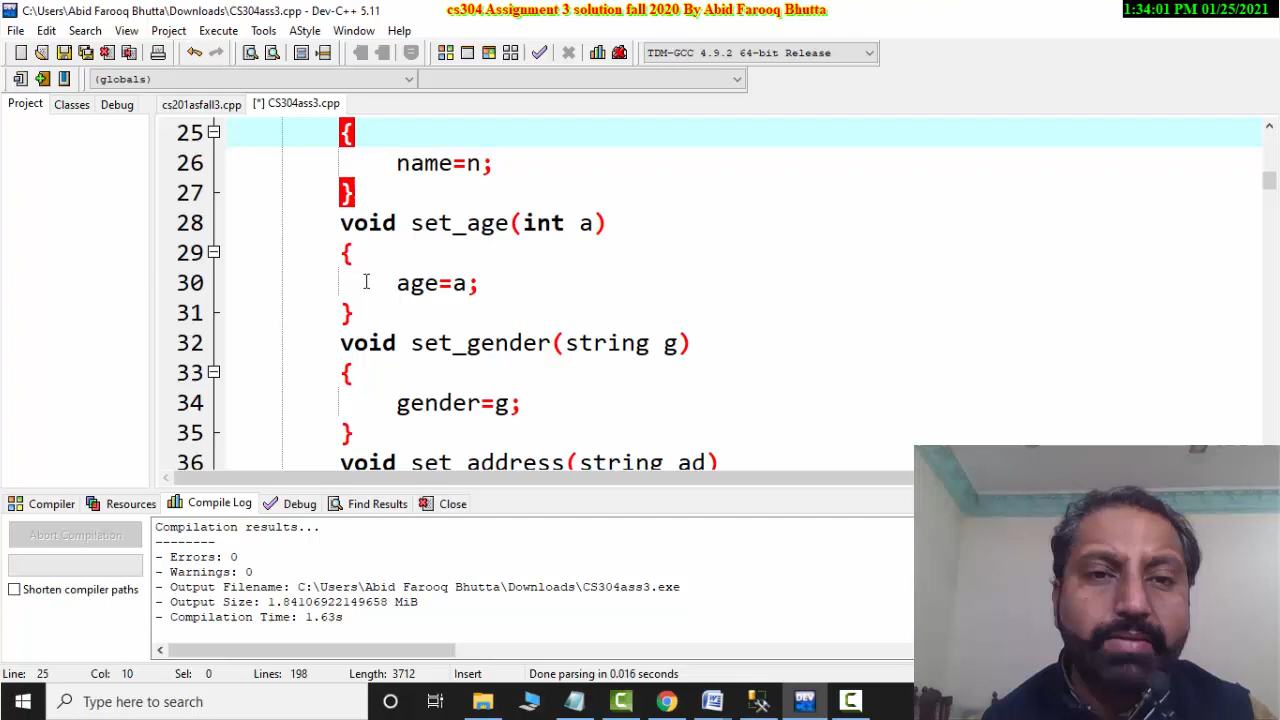 C:\Users\Abid Farooq Bhutta\Downloads\CS304ass3.cpp - Dev-C++ 5.11
cs304 Assignment 3 solution fall 2020 By Abid Farooq Bhutta
1:34:01 PM 01/25/2021
File Edit Search View Project Execute Tools AStyle Window Help
TDM-GCC 4.9.2 64-bit Release
(globals)
Project Classes Debug cs201asfall3.cpp [*] CS304ass3.cpp
25 {
26 name=n;
27 }
28 void set_age(int a)
29 {
30 age=a;
31 }
32 void set_gender(string g)
33 {
34 gender=g;
35 }
36 void set_address(string ad)
Compiler Resources Compile Log Debug Find Results Close
Abort Compilation
Shorten compiler paths
Compilation results...
--------
- Errors: 0
- Warnings: 0
- Output Filename: C:\Users\Abid Farooq Bhutta\Downloads\CS304ass3.exe
- Output Size: 1.84106922149658 MiB
- Compilation Time: 1.63s
Line: 25 Col: 10 Sel: 0 Lines: 198 Length: 3712 Insert Done parsing in 0.016 seconds
Type here to search